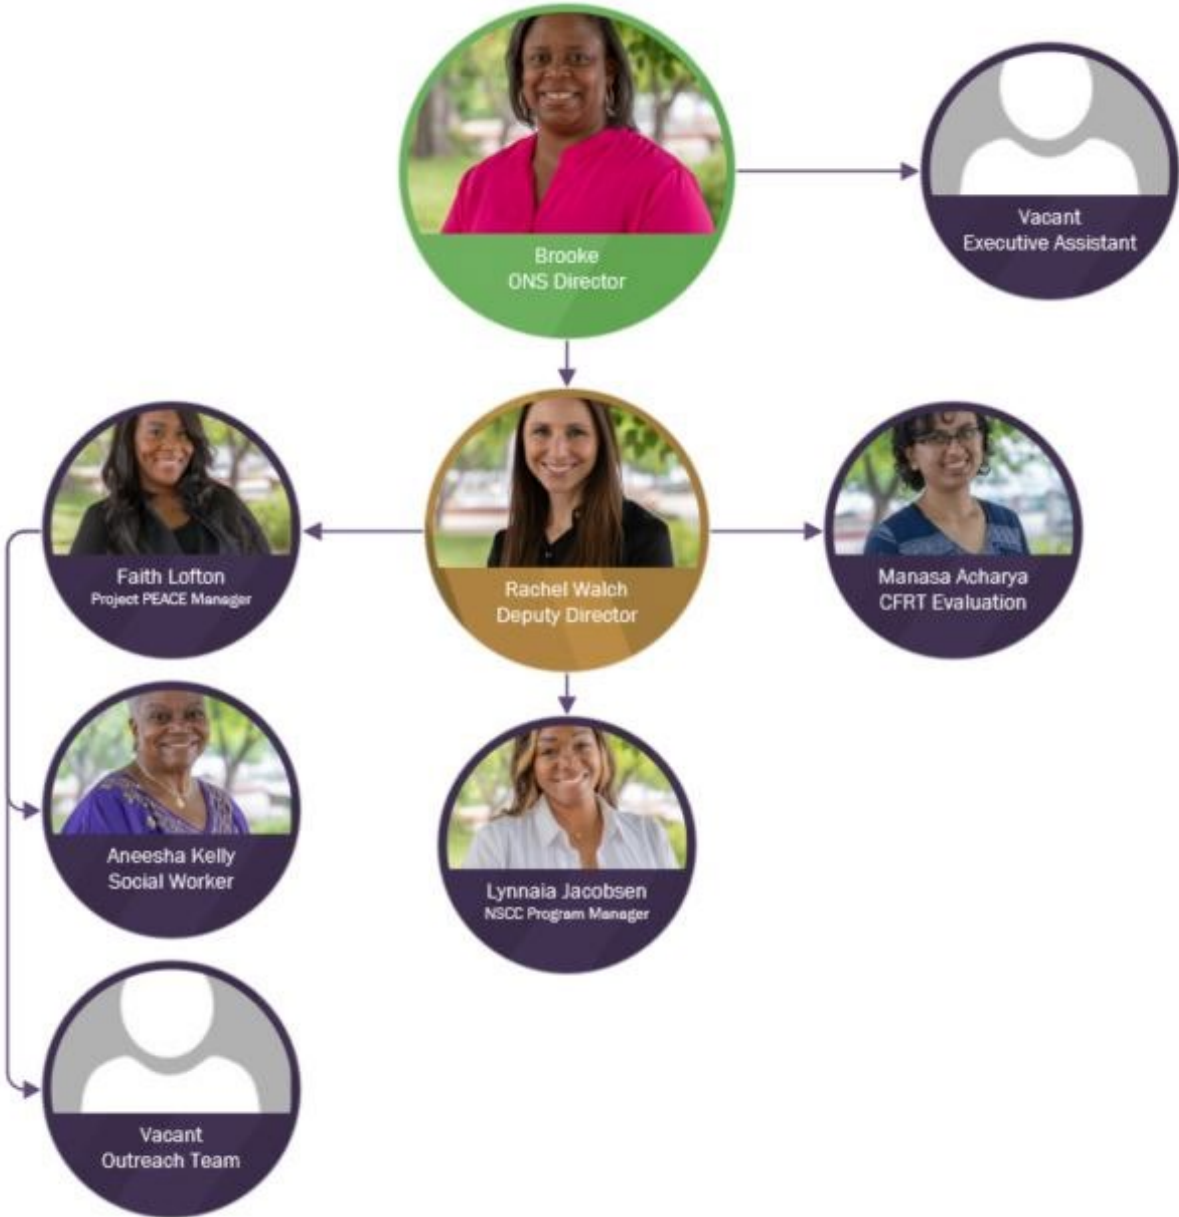 Brooke
ONS Director
Vacant
Executive Assistant
Faith Lofton
Project PEACE Manager
Rachel Walch
Deputy Director
Manasa Acharya
CFRT Evaluation
Aneesha Kelly
Social Worker
Lynnaia Jacobsen
NSCC Program Manager
Vacant
Outreach Team